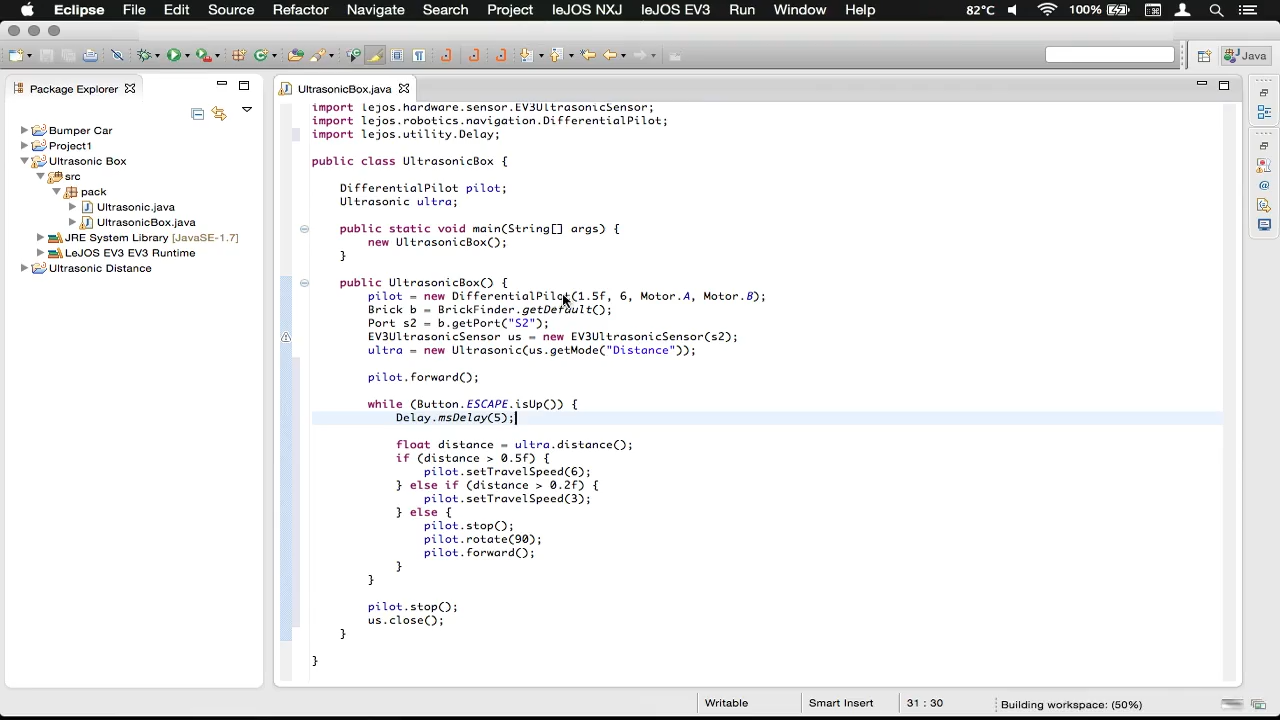 Eclipse File Edit Source Refactor Navigate Search Project leJOS NXJ leJOS EV3 Run Window Help 82°C 100%
Java
Package Explorer
UltrasonicBox.java
Bumper Car
Project1
Ultrasonic Box
src
pack
Ultrasonic.java
UltrasonicBox.java
JRE System Library [JavaSE-1.7]
LeJOS EV3 EV3 Runtime
Ultrasonic Distance
import lejos.hardware.sensor.EV3UltrasonicSensor;
import lejos.robotics.navigation.DifferentialPilot;
import lejos.utility.Delay;
public class UltrasonicBox {
DifferentialPilot pilot;
Ultrasonic ultra;
public static void main(String[] args) {
new UltrasonicBox();
}
public UltrasonicBox() {
pilot = new DifferentialPilot(1.5f, 6, Motor.A, Motor.B);
Brick b = BrickFinder.getDefault();
Port s2 = b.getPort("S2");
EV3UltrasonicSensor us = new EV3UltrasonicSensor(s2);
ultra = new Ultrasonic(us.getMode("Distance"));
pilot.forward();
while (Button.ESCAPE.isUp()) {
Delay.msDelay(5);
float distance = ultra.distance();
if (distance > 0.5f) {
pilot.setTravelSpeed(6);
} else if (distance > 0.2f) {
pilot.setTravelSpeed(3);
} else {
pilot.stop();
pilot.rotate(90);
pilot.forward();
}
}
pilot.stop();
us.close();
}
}
Writable Smart Insert 31 : 30 Building workspace: (50%)